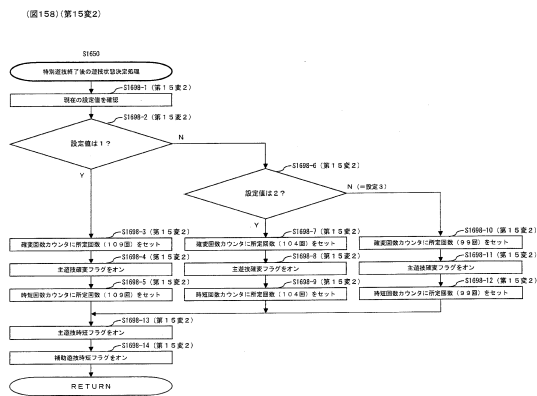 (図158)(第15変2)
S1650
特別遊技終了後の遊技状態決定処理
S1698-1 (第15変2)
現在の設定値を確認
S1698-2 (第15変2)
設定値は1?
N
Y
S1698-6 (第15変2)
設定値は2?
N (=設定3)
Y
S1698-3 (第15変2)
確変回数カウンタに所定回数(109回)をセット
S1698-4 (第15変2)
主遊技確変フラグをオン
S1698-5 (第15変2)
時短回数カウンタに所定回数(109回)をセット
S1698-7 (第15変2)
確変回数カウンタに所定回数(104回)をセット
S1698-8 (第15変2)
主遊技確変フラグをオン
S1698-9 (第15変2)
時短回数カウンタに所定回数(104回)をセット
S1698-10 (第15変2)
確変回数カウンタに所定回数(99回)をセット
S1698-11 (第15変2)
主遊技確変フラグをオン
S1698-12 (第15変2)
時短回数カウンタに所定回数(99回)をセット
S1698-13 (第15変2)
主遊技時短フラグをオン
S1698-14 (第15変2)
補助遊技時短フラグをオン
RETURN